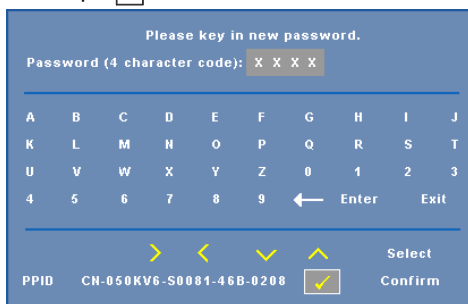 Please key in new password.
Password (4 character code): X X X X
A B C D E F G H I J
K L M N O P Q R S T
U V W X Y Z 0 1 2 3
4 5 6 7 8 9 ← Enter Exit
> < ∨ ∧ Select
PPID CN-050KV6-S0081-46B-0208 ✓ Confirm